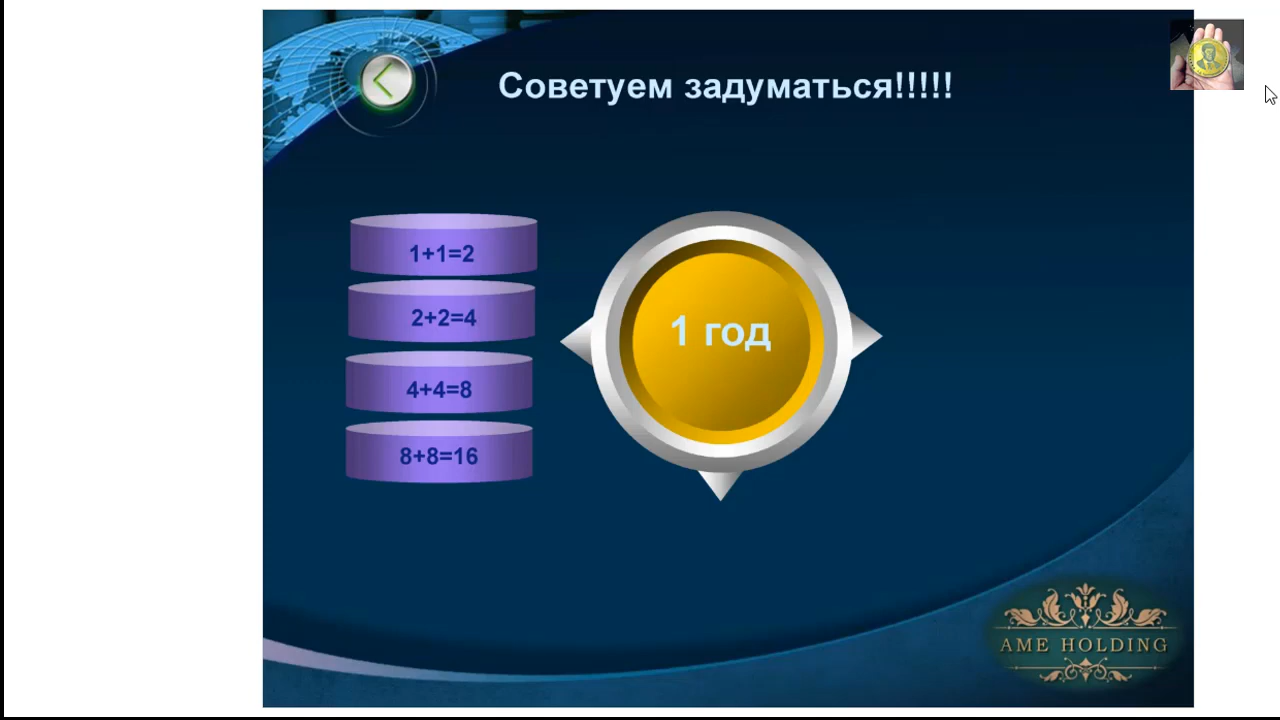 Советуем задуматься!!!!!
1+1=2
2+2=4
4+4=8
8+8=16
1 год
AME HOLDING